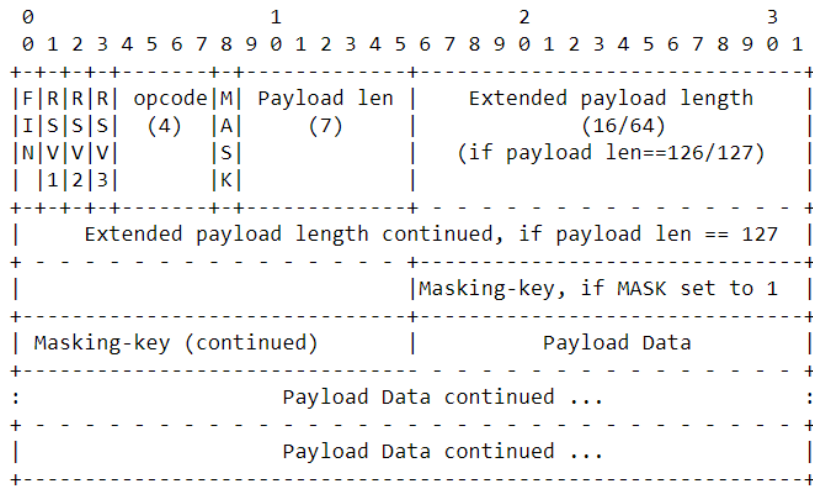 0                   1                   2                   3
 0 1 2 3 4 5 6 7 8 9 0 1 2 3 4 5 6 7 8 9 0 1 2 3 4 5 6 7 8 9 0 1
+-+-+-+-+-------+-+-------------+-------------------------------+
|F|R|R|R| opcode|M| Payload len |    Extended payload length    |
|I|S|S|S|  (4)  |A|     (7)     |             (16/64)           |
|N|V|V|V|       |S|             |   (if payload len==126/127)   |
| |1|2|3|       |K|             |                               |
+-+-+-+-+-------+-+-------------+ - - - - - - - - - - - - - - - +
|     Extended payload length continued, if payload len == 127  |
+ - - - - - - - - - - - - - - - +-------------------------------+
|                               |Masking-key, if MASK set to 1  |
+-------------------------------+-------------------------------+
| Masking-key (continued)       |          Payload Data         |
+-------------------------------- - - - - - - - - - - - - - - - +
:                     Payload Data continued ...                :
+ - - - - - - - - - - - - - - - - - - - - - - - - - - - - - - - +
|                     Payload Data continued ...                |
+---------------------------------------------------------------+